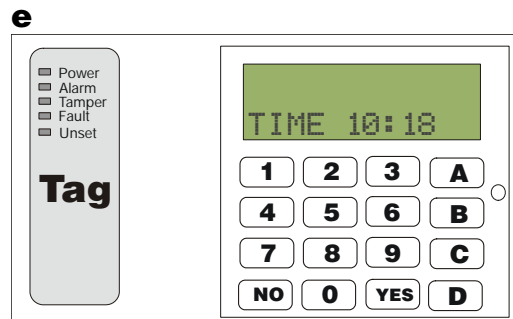 e
Power
Alarm
Tamper
Fault
Unset
Tag
TIME 10:18
1 2 3 A
4 5 6 B
7 8 9 C
NO 0 YES D